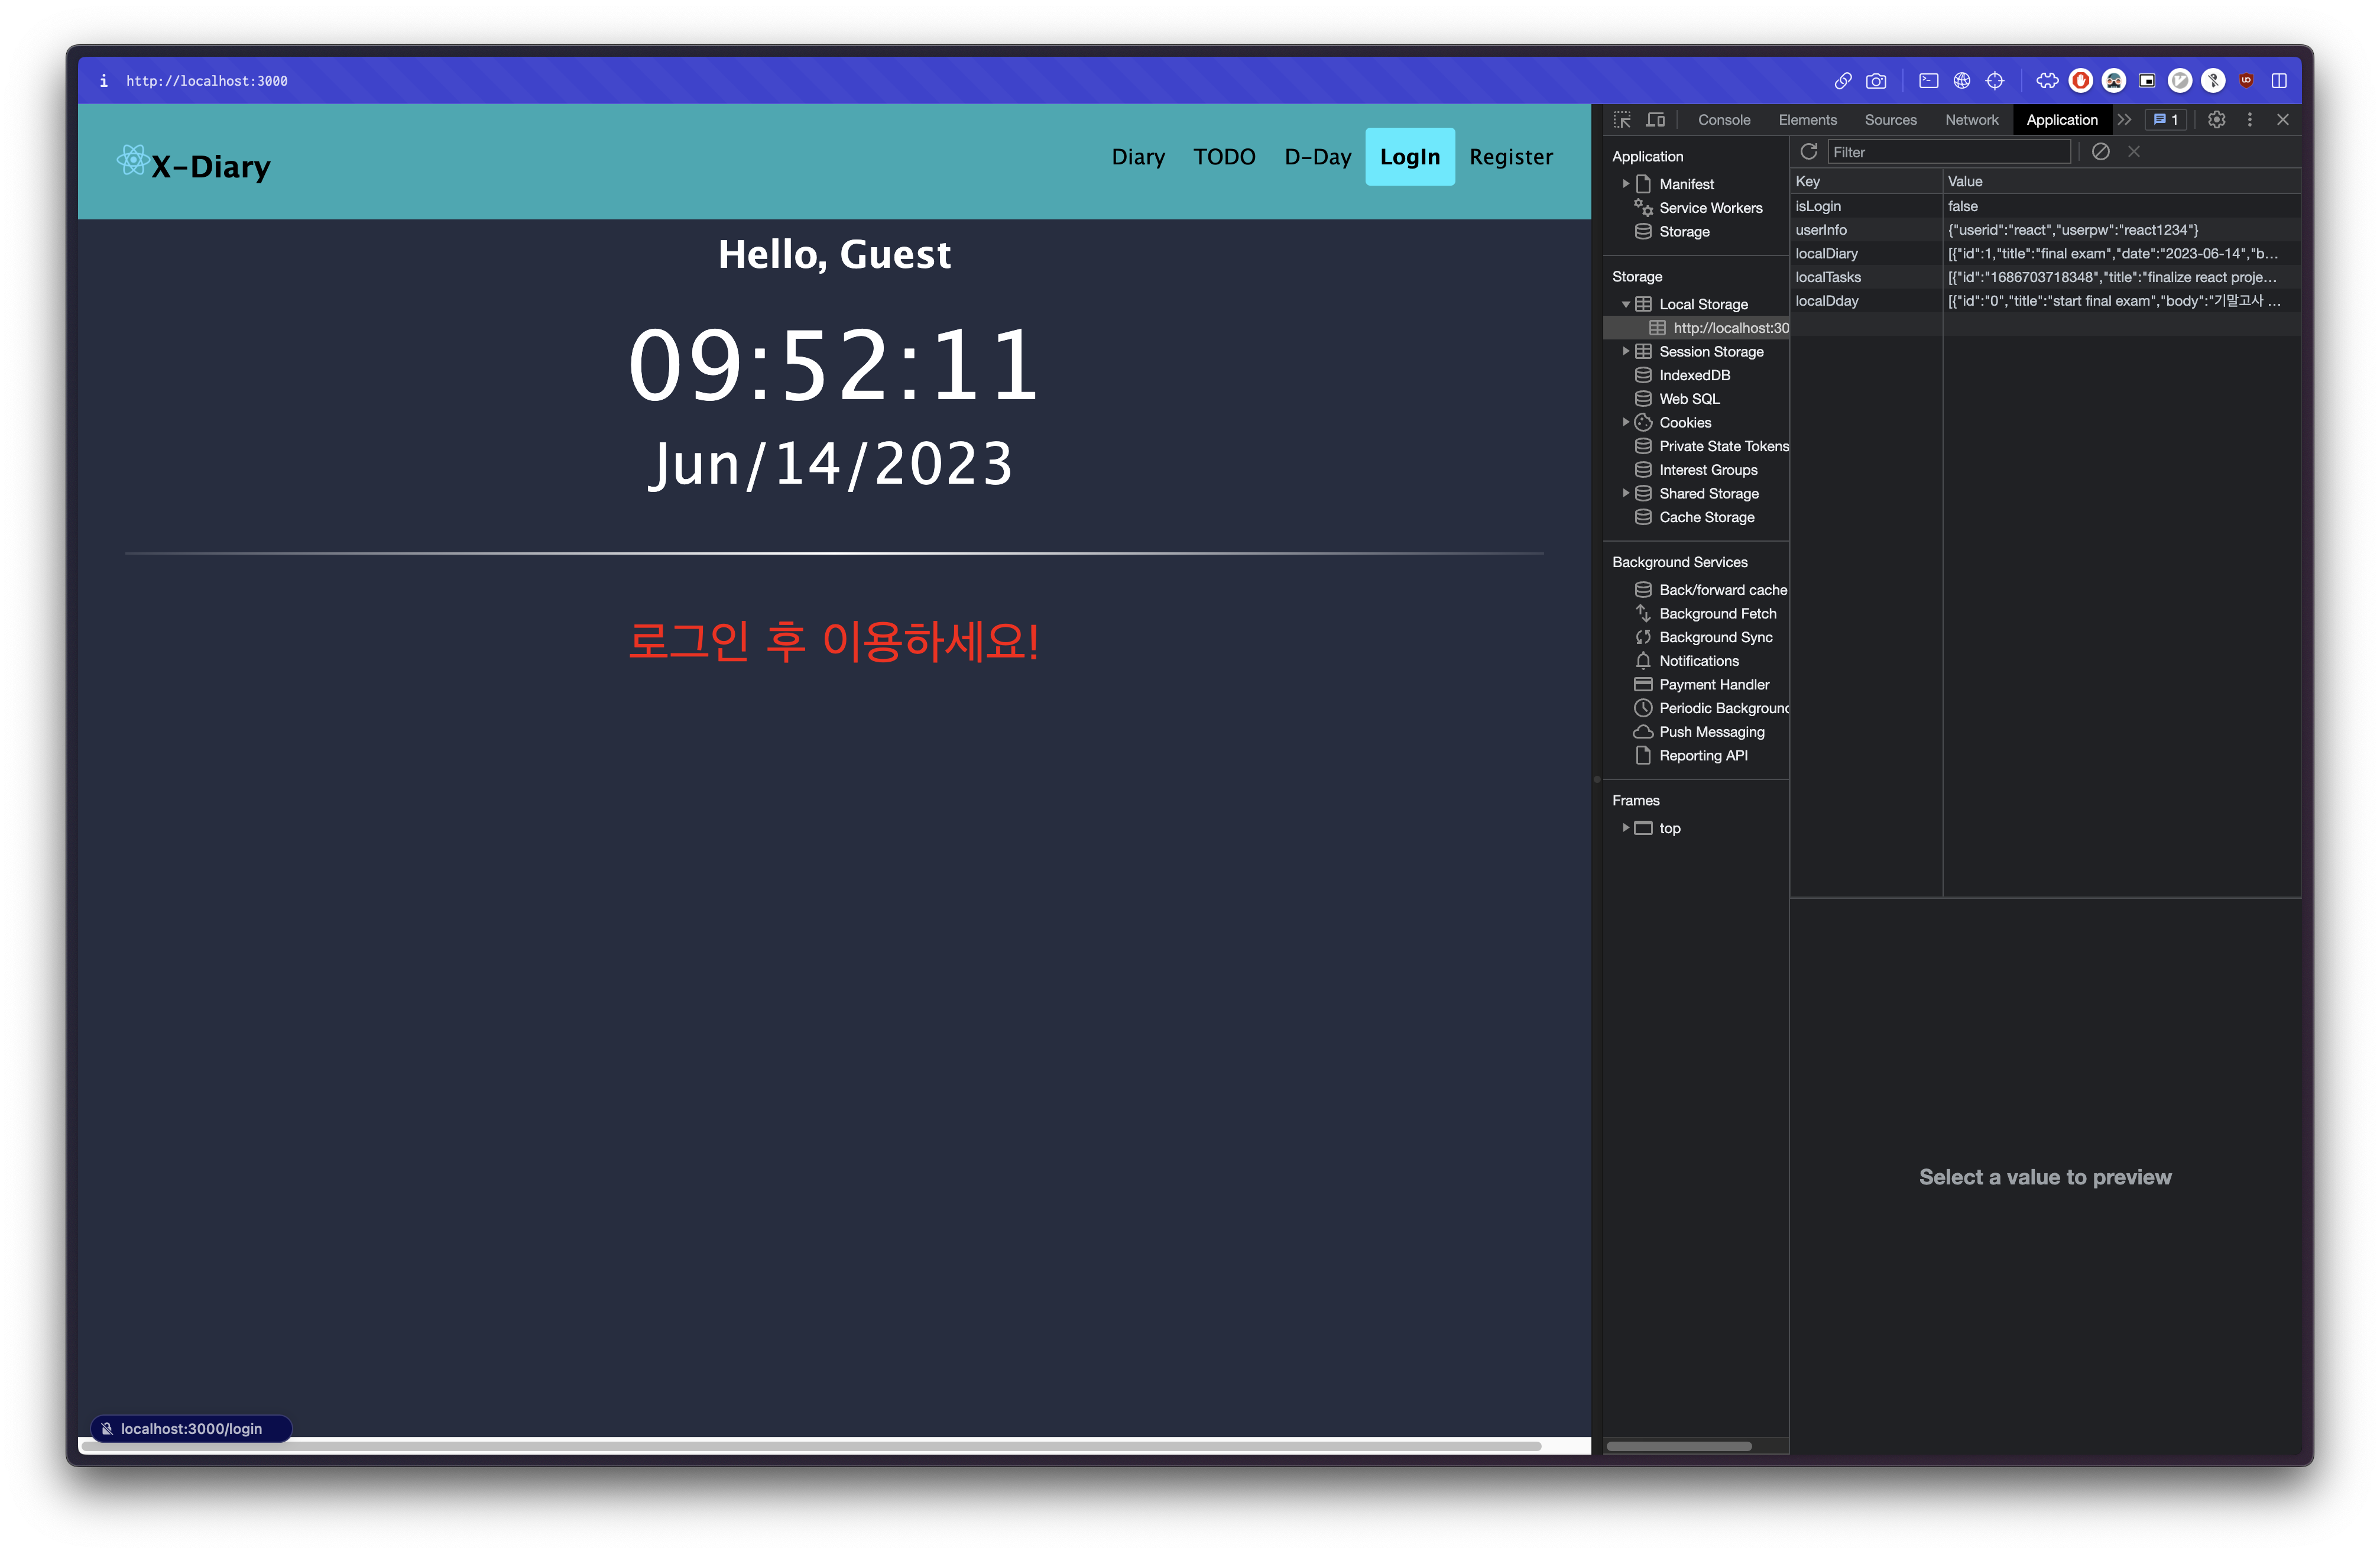 http://localhost:3000
X-Diary
Diary TODO D-Day LogIn Register
Hello, Guest
09:52:11
Jun/14/2023
로그인 후 이용하세요!
localhost:3000/login
Console Elements Sources Network Application 1
Application
Manifest
Service Workers
Storage
Storage
Local Storage
http://localhost:30
Session Storage
IndexedDB
Web SQL
Cookies
Private State Tokens
Interest Groups
Shared Storage
Cache Storage
Background Services
Back/forward cache
Background Fetch
Background Sync
Notifications
Payment Handler
Periodic Background
Push Messaging
Reporting API
Frames
top
Filter
Key Value
isLogin false
userInfo {"userid":"react","userpw":"react1234"}
localDiary [{"id":1,"title":"final exam","date":"2023-06-14","b…
localTasks [{"id":"1686703718348","title":"finalize react proje…
localDday [{"id":"0","title":"start final exam","body":"기말고사 …
Select a value to preview